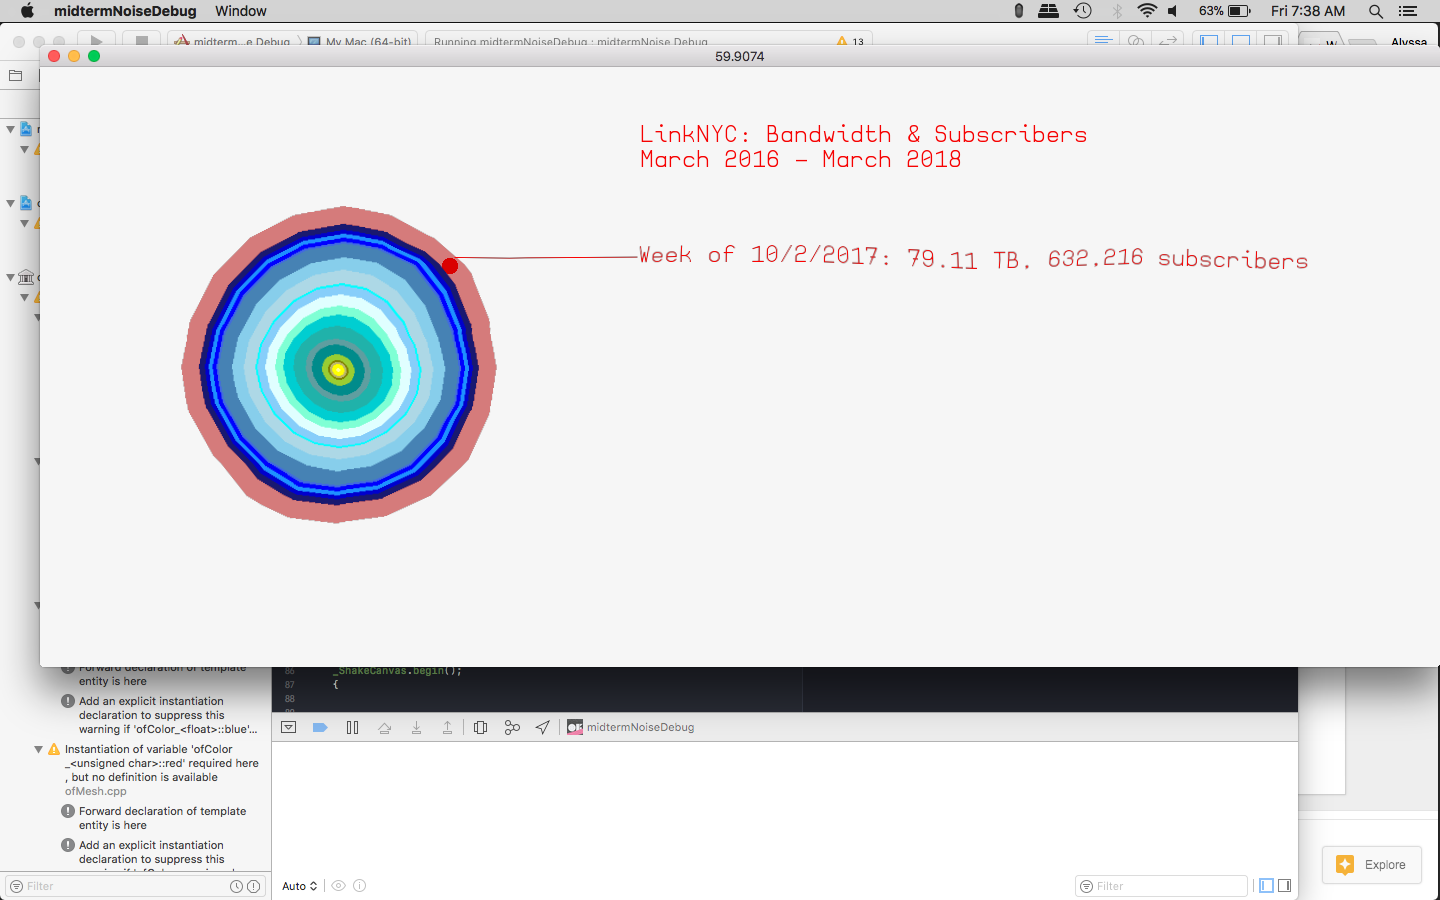 midtermNoiseDebug Window 63% Fri 7:38 AM
midterm...e Debug My Mac (64-bit) Running midtermNoiseDebug : midtermNoise Debug 13
Alyssa
59.9074
LinkNYC: Bandwidth & Subscribers
March 2016 - March 2018
Week of 10/2/2017: 79.11 TB, 632,216 subscribers
Forward declaration of template
entity is here
Add an explicit instantiation
declaration to suppress this
warning if 'ofColor_<float>::blue'...
Instantiation of variable 'ofColor
_<unsigned char>::red' required here
, but no definition is available
ofMesh.cpp
Forward declaration of template
entity is here
Add an explicit instantiation
declaration to suppress this
Filter
86 _ShakeCanvas.begin();
87 {
88
midtermNoiseDebug
Auto
Filter
Explore